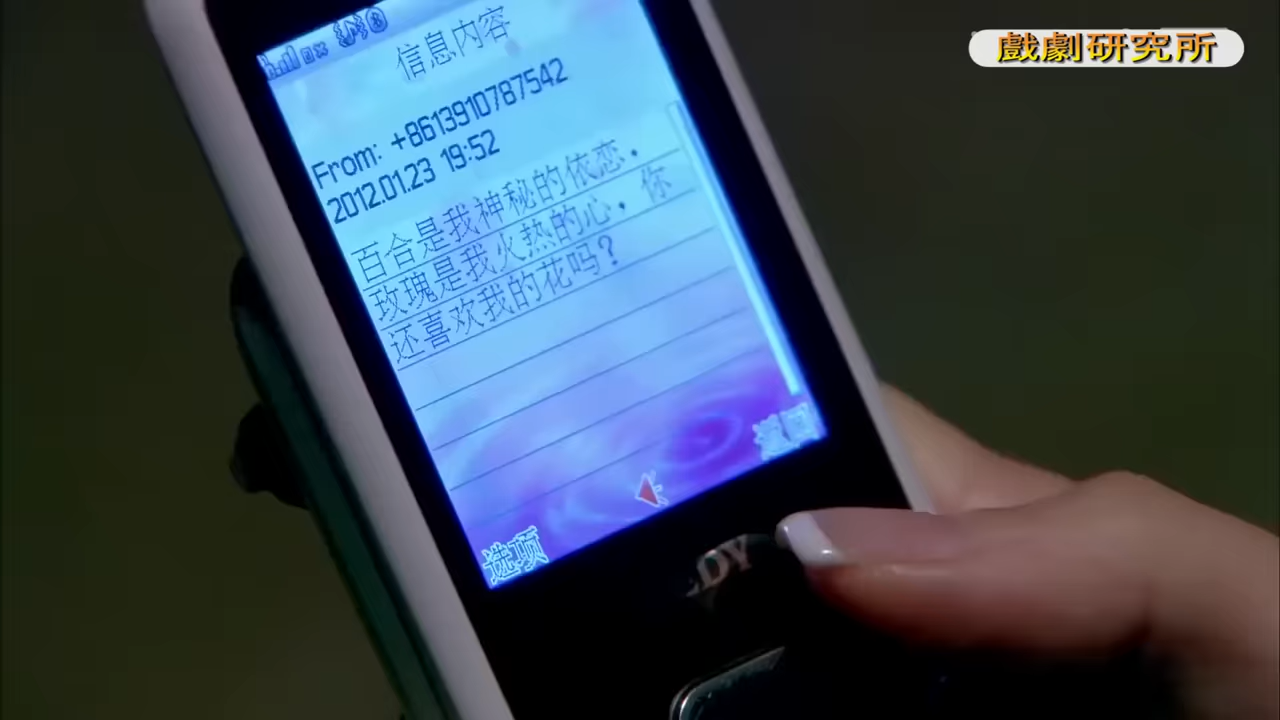 戲劇研究所
信息内容
From: +8613910787542
2012.01.23 19:52
百合是我神秘的依恋.
玫瑰是我火热的心, 你
还喜欢我的花吗?
返回
选项
DY